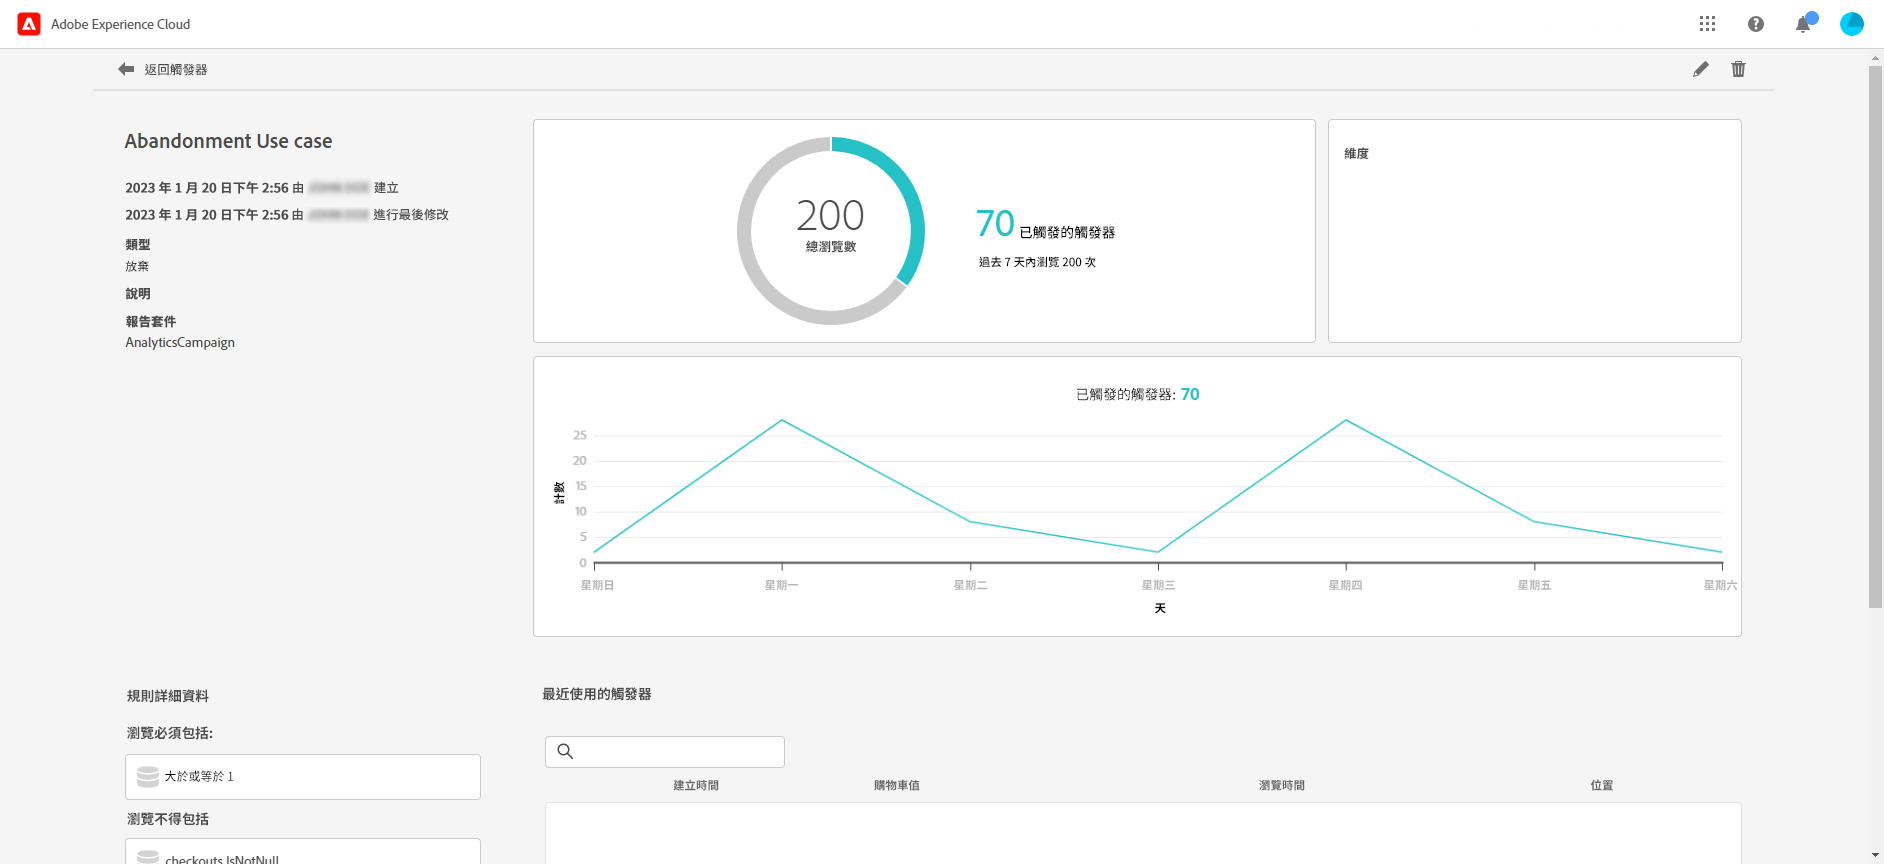 Adobe Experience Cloud
返回觸發器
Abandonment Use case
2023 年 1 月 20 日下午 2:56 由 建立
2023 年 1 月 20 日下午 2:56 由 進行最後修改
類型
放棄
說明
報告套件
AnalyticsCampaign
200
總瀏覽數
70 已觸發的觸發器
過去 7 天內瀏覽 200 次
維度
已觸發的觸發器: 70
25
20
15
10
5
0
計數
星期日 星期一 星期二 星期三 星期四 星期五 星期六
天
規則詳細資料
瀏覽必須包括:
大於或等於 1
瀏覽不得包括
checkouts IsNotNull
最近使用的觸發器
建立時間 購物車值 瀏覽時間 位置